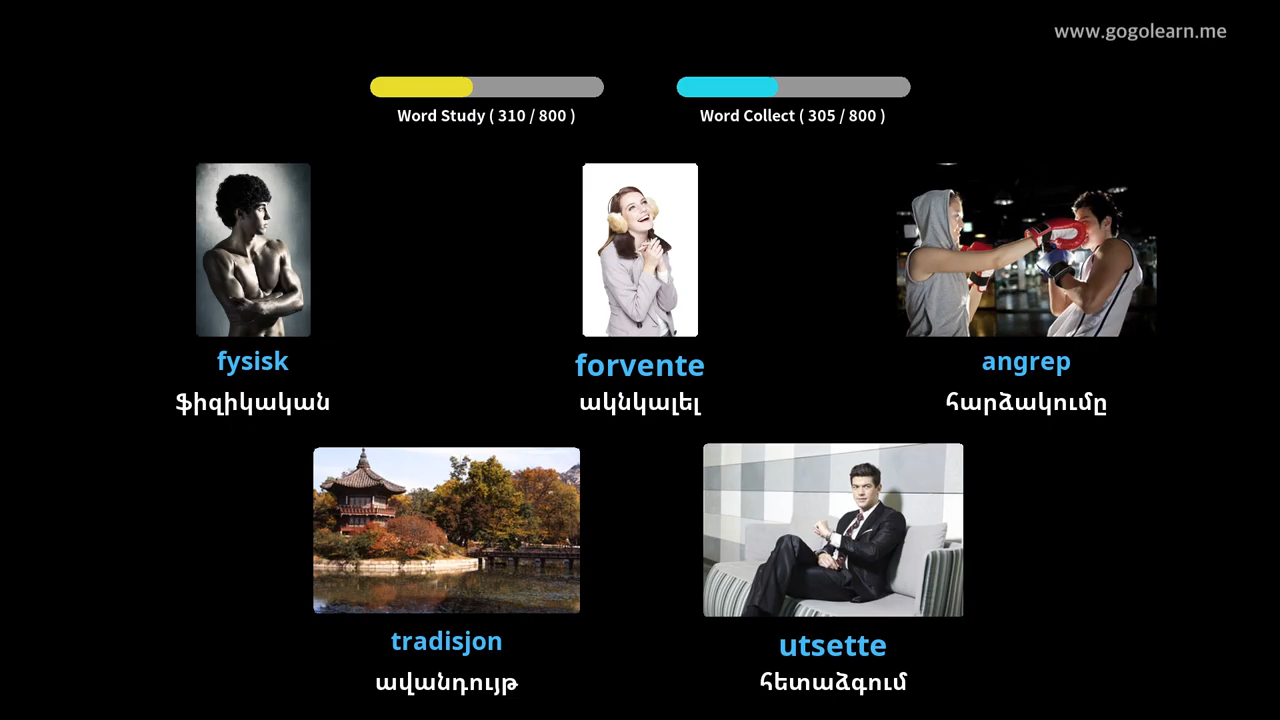 www.gogolearn.me
Word Study ( 310 / 800 )
Word Collect ( 305 / 800 )
fysisk
forvente
angrep
ֆիզիկական
ակնկալել
հարձակումը
tradisjon
utsette
ավանդույթ
հետաձգում